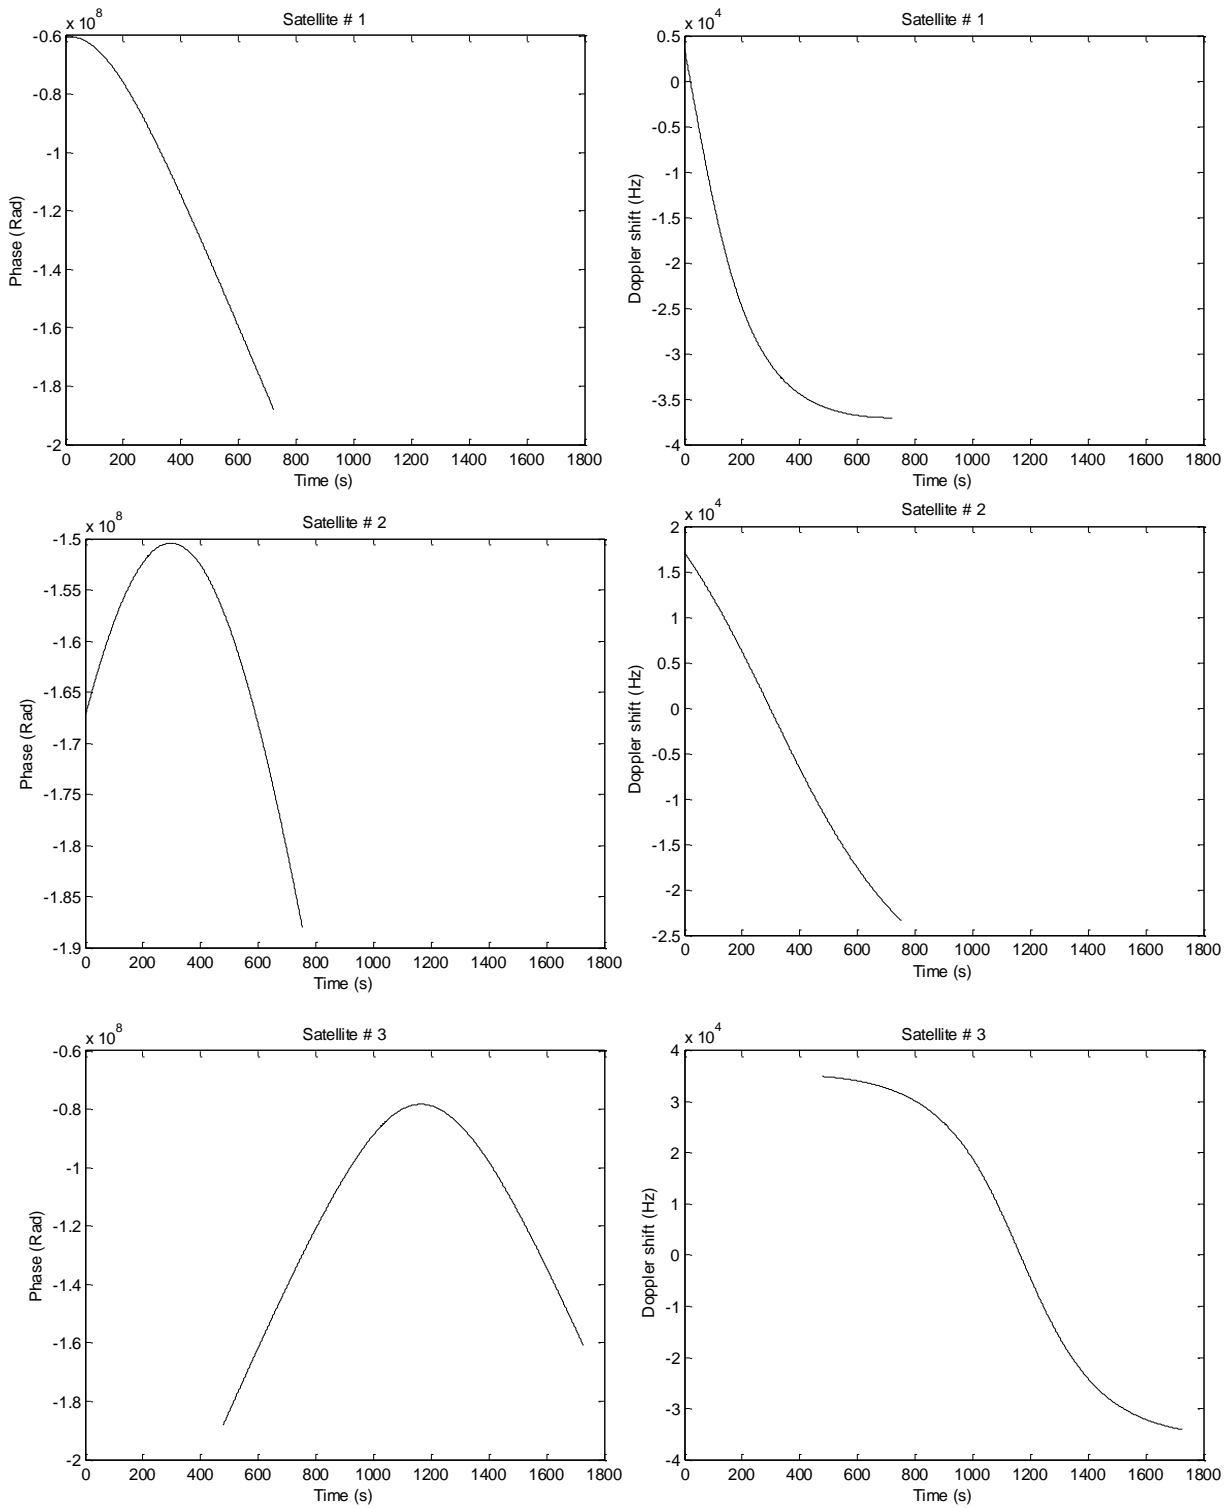 Satellite # 1
x 10^8
-0.6
-0.8
-1
-1.2
-1.4
-1.6
-1.8
-2
Phase (Rad)
0 200 400 600 800 1000 1200 1400 1600 1800
Time (s)
Satellite # 1
x 10^4
0.5
0
-0.5
-1
-1.5
-2
-2.5
-3
-3.5
-4
Doppler shift (Hz)
0 200 400 600 800 1000 1200 1400 1600 1800
Time (s)
Satellite # 2
x 10^8
-1.5
-1.55
-1.6
-1.65
-1.7
-1.75
-1.8
-1.85
-1.9
Phase (Rad)
0 200 400 600 800 1000 1200 1400 1600 1800
Time (s)
Satellite # 2
x 10^4
2
1.5
1
0.5
0
-0.5
-1
-1.5
-2
-2.5
Doppler shift (Hz)
0 200 400 600 800 1000 1200 1400 1600 1800
Time (s)
Satellite # 3
x 10^8
-0.6
-0.8
-1
-1.2
-1.4
-1.6
-1.8
-2
Phase (Rad)
0 200 400 600 800 1000 1200 1400 1600 1800
Time (s)
Satellite # 3
x 10^4
4
3
2
1
0
-1
-2
-3
-4
Doppler shift (Hz)
0 200 400 600 800 1000 1200 1400 1600 1800
Time (s)